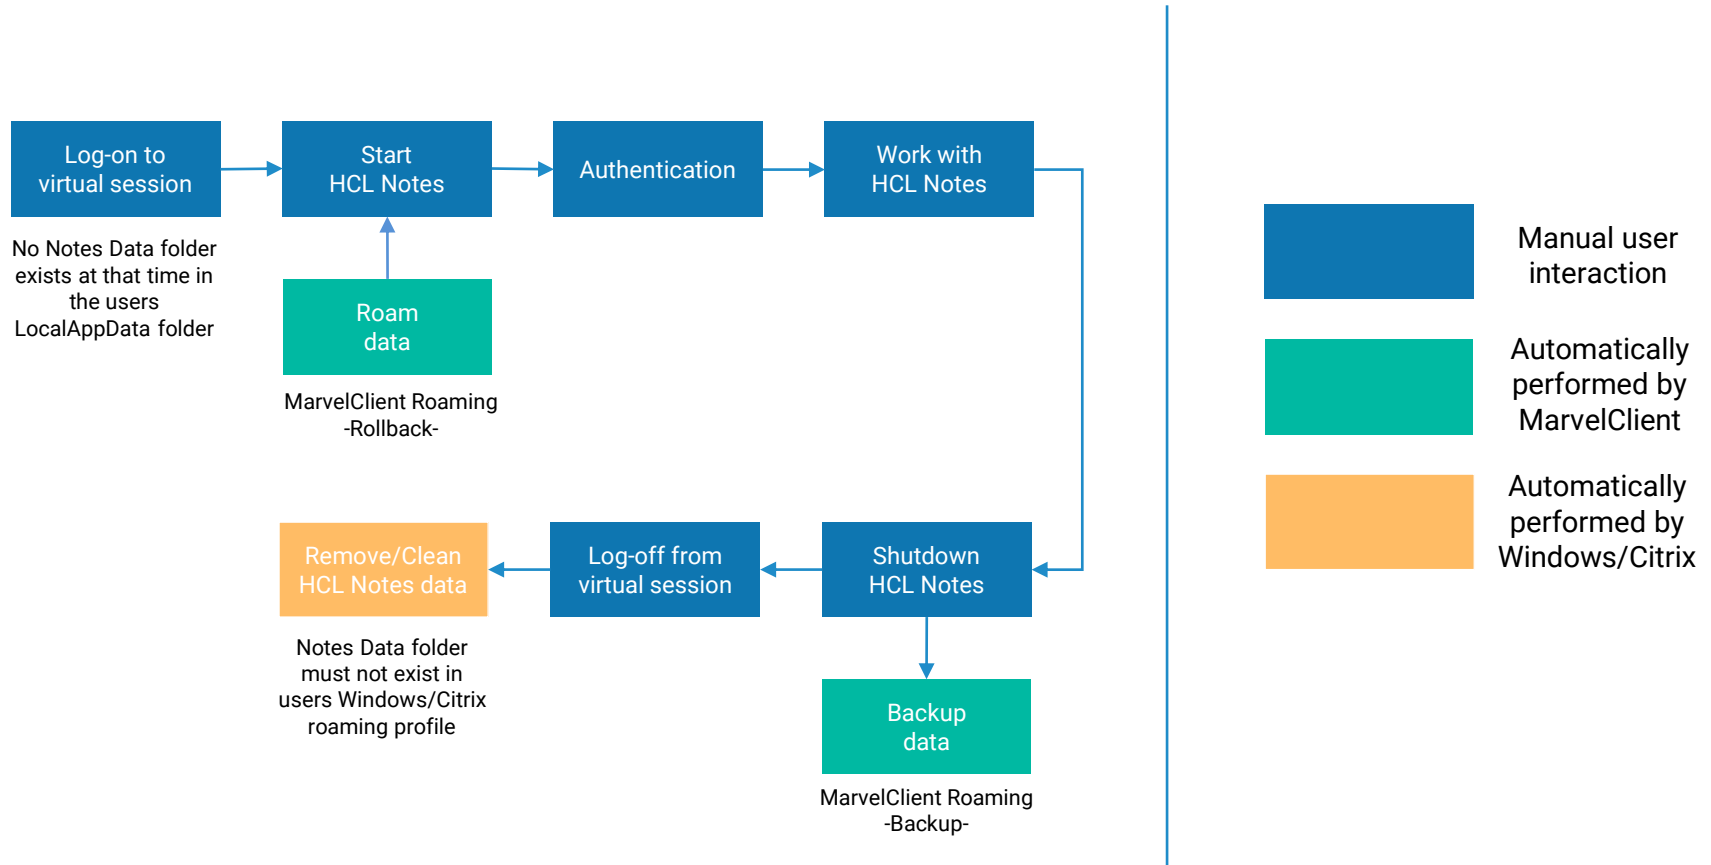 Log-on to
virtual session
Start
HCL Notes
Authentication
Work with
HCL Notes
No Notes Data folder
exists at that time in
the users
LocalAppData folder
Roam
data
MarvelClient Roaming
-Rollback-
Remove/Clean
HCL Notes data
Log-off from
virtual session
Shutdown
HCL Notes
Notes Data folder
must not exist in
users Windows/Citrix
roaming profile
Backup
data
MarvelClient Roaming
-Backup-
Manual user
interaction
Automatically
performed by
MarvelClient
Automatically
performed by
Windows/Citrix